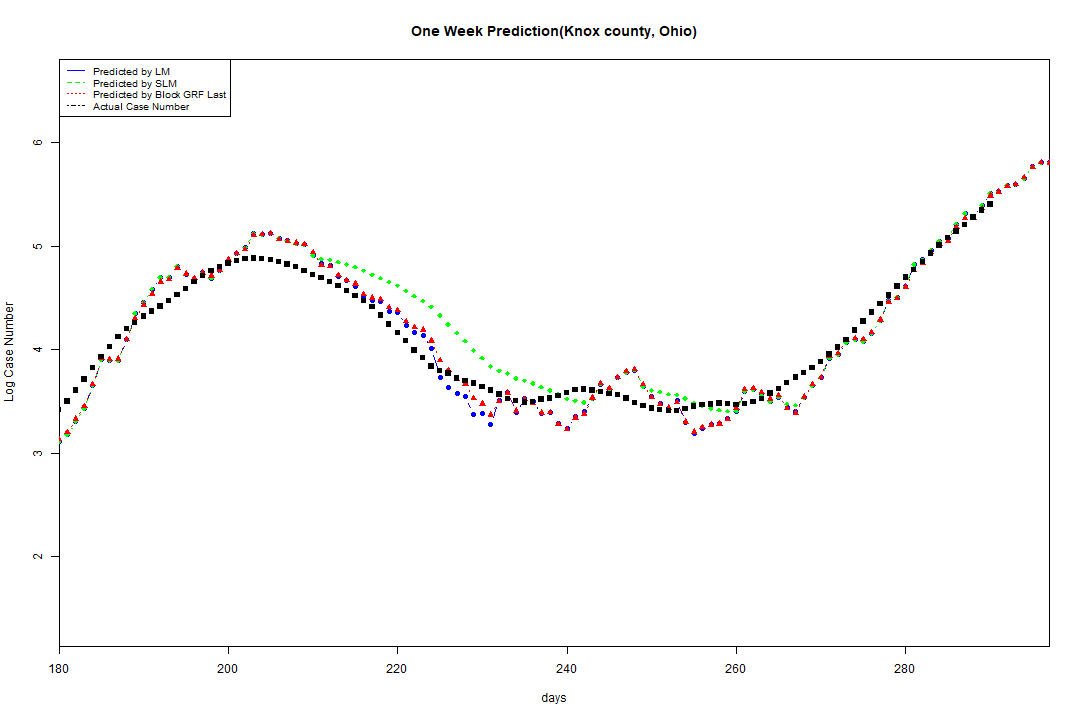 One Week Prediction(Knox county, Ohio)
Predicted by LM
Predicted by SLM
Predicted by Block GRF Last
Actual Case Number
Log Case Number
6
5
4
3
2
180 200 220 240 260 280
days